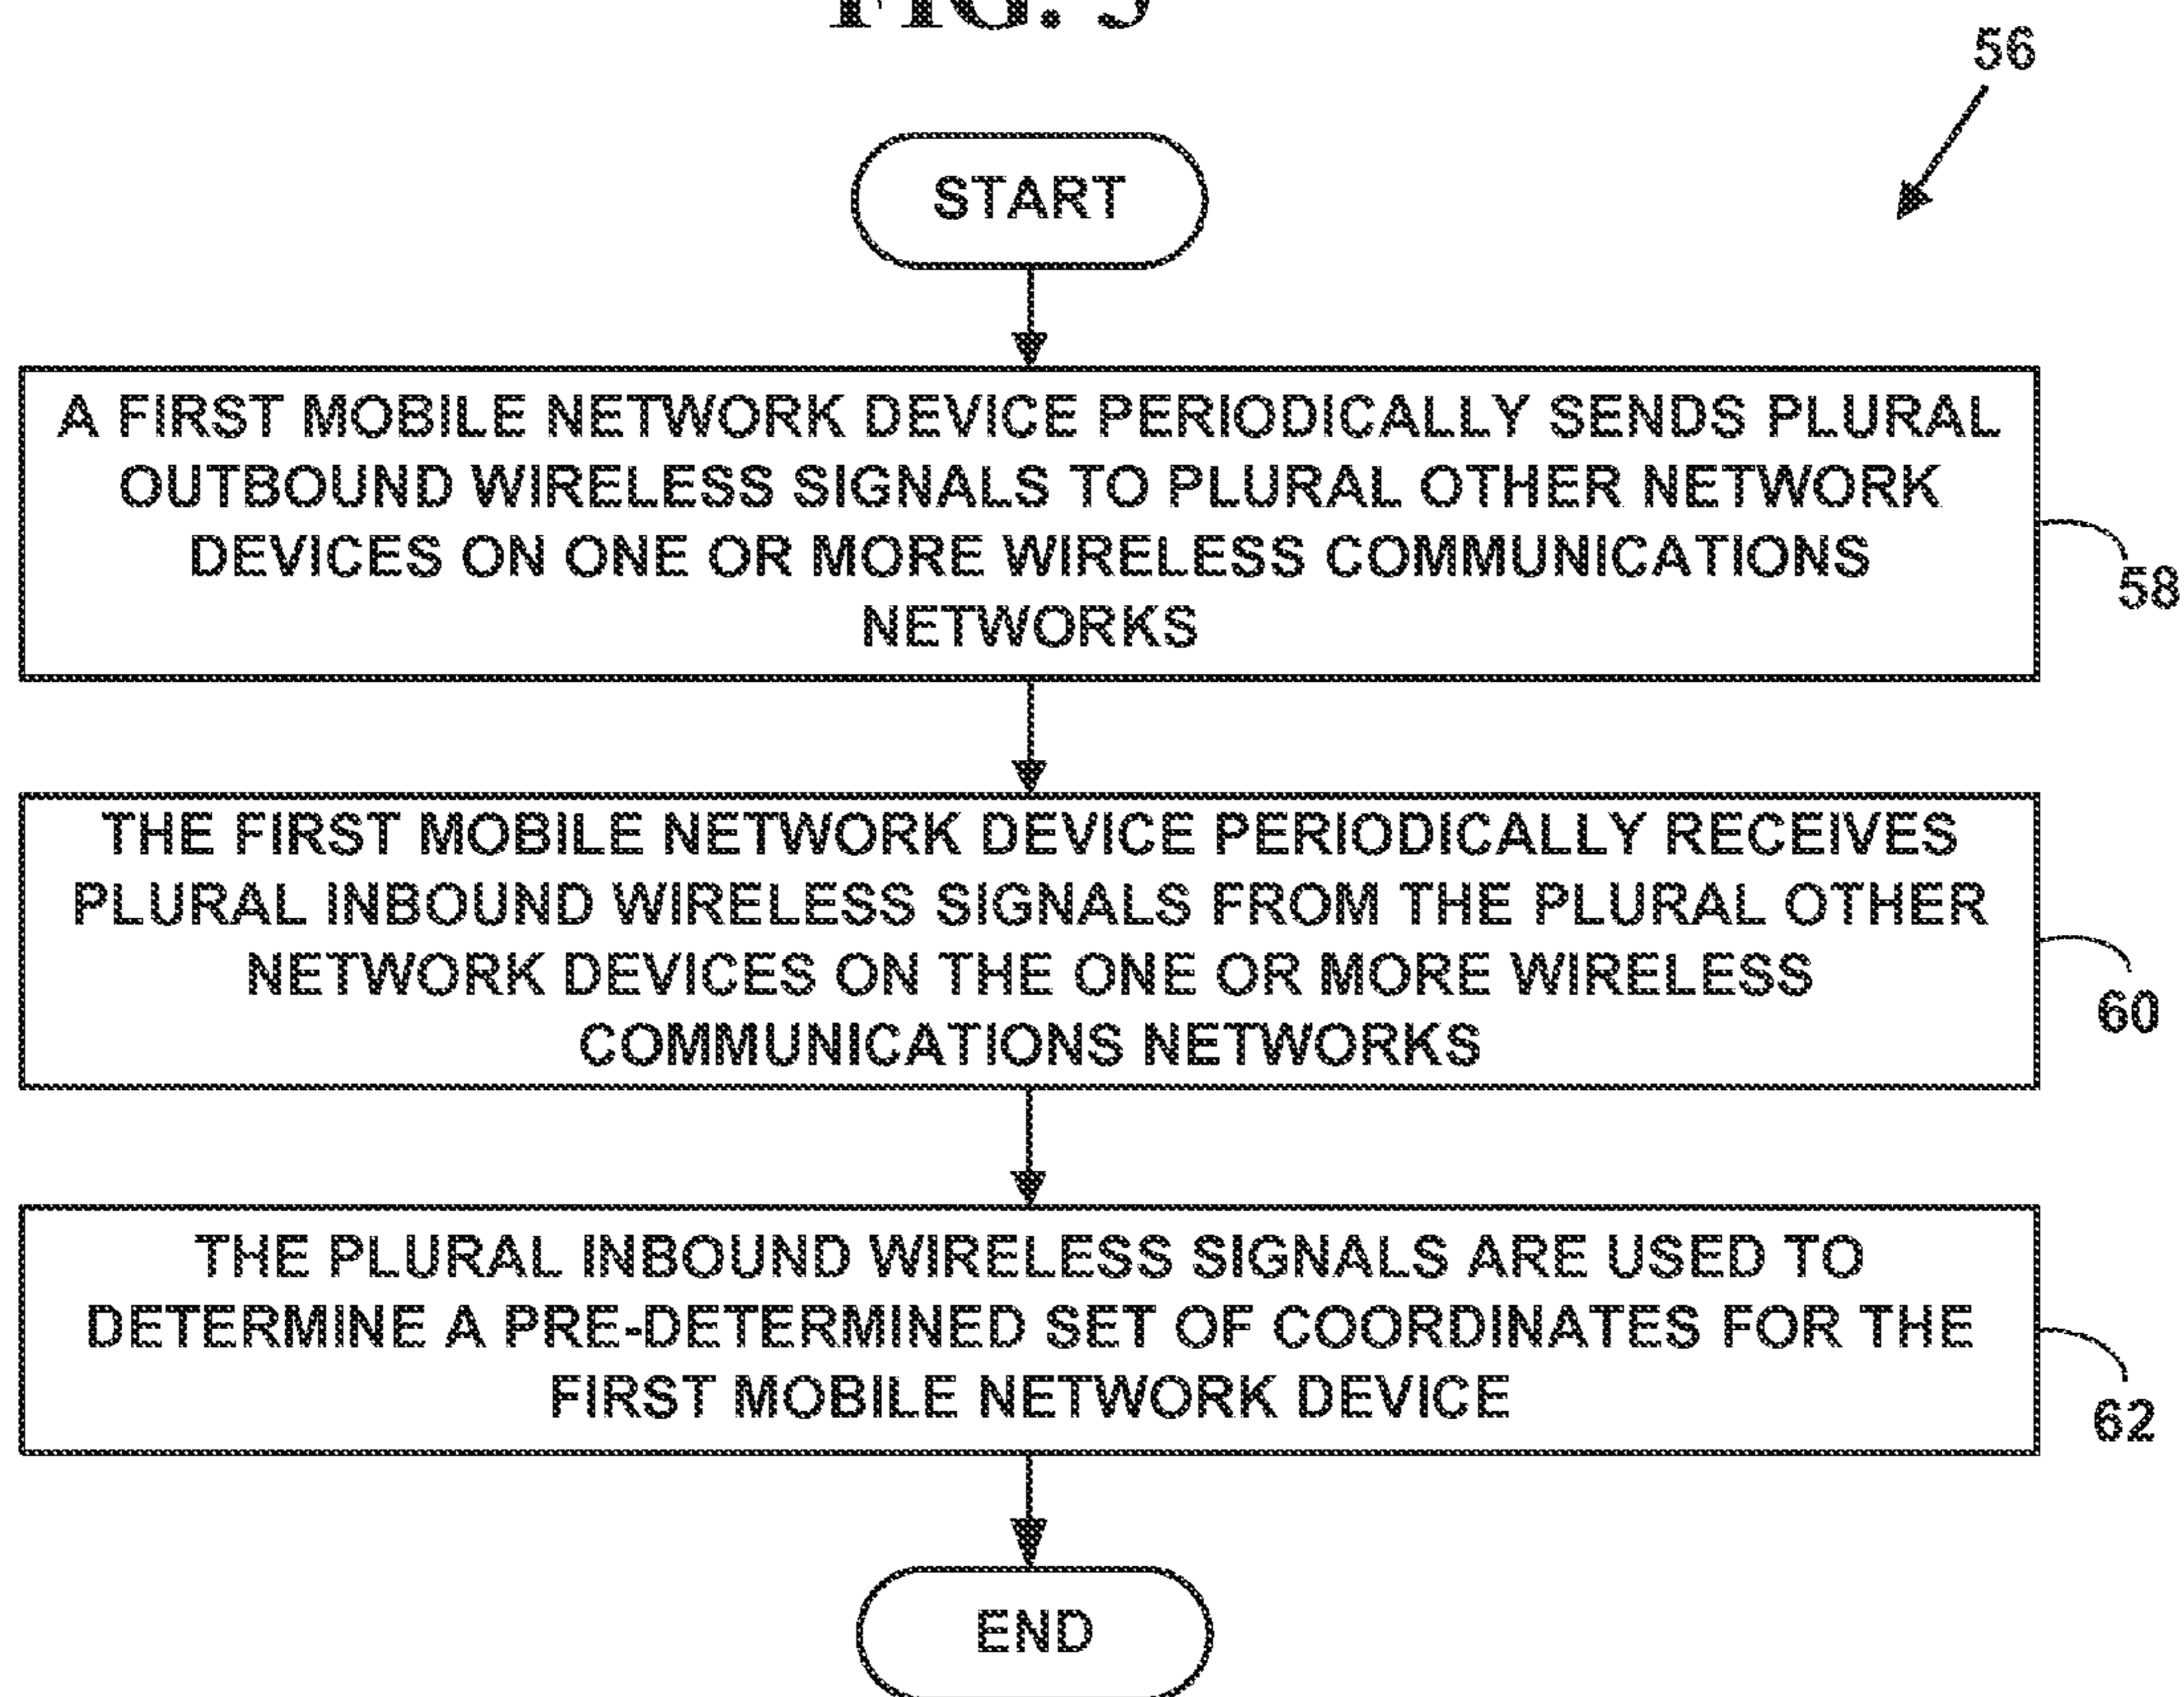 FIG.
56
START
A FIRST MOBILE NETWORK DEVICE PERIODICALLY SENDS PLURAL
OUTBOUND WIRELESS SIGNALS TO PLURAL OTHER NETWORK
DEVICES ON ONE OR MORE WIRELESS COMMUNICATIONS
NETWORKS
58
THE FIRST MOBILE NETWORK DEVICE PERIODICALLY RECEIVES
PLURAL INBOUND WIRELESS SIGNALS FROM THE PLURAL OTHER
NETWORK DEVICES ON THE ONE OR MORE WIRELESS
COMMUNICATIONS NETWORKS
60
THE PLURAL INBOUND WIRELESS SIGNALS ARE USED TO
DETERMINE A PRE-DETERMINED SET OF COORDINATES FOR THE
FIRST MOBILE NETWORK DEVICE
62
END